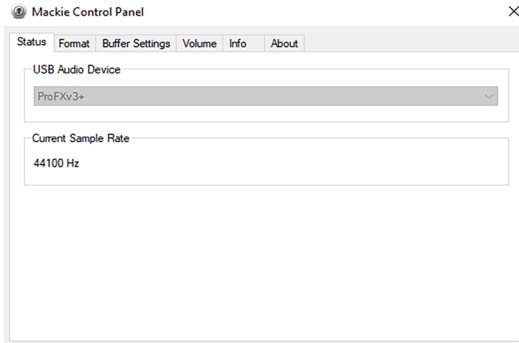 Mackie Control Panel
Status Format Buffer Settings Volume Info About
USB Audio Device
ProFXv3+
Current Sample Rate
44100 Hz